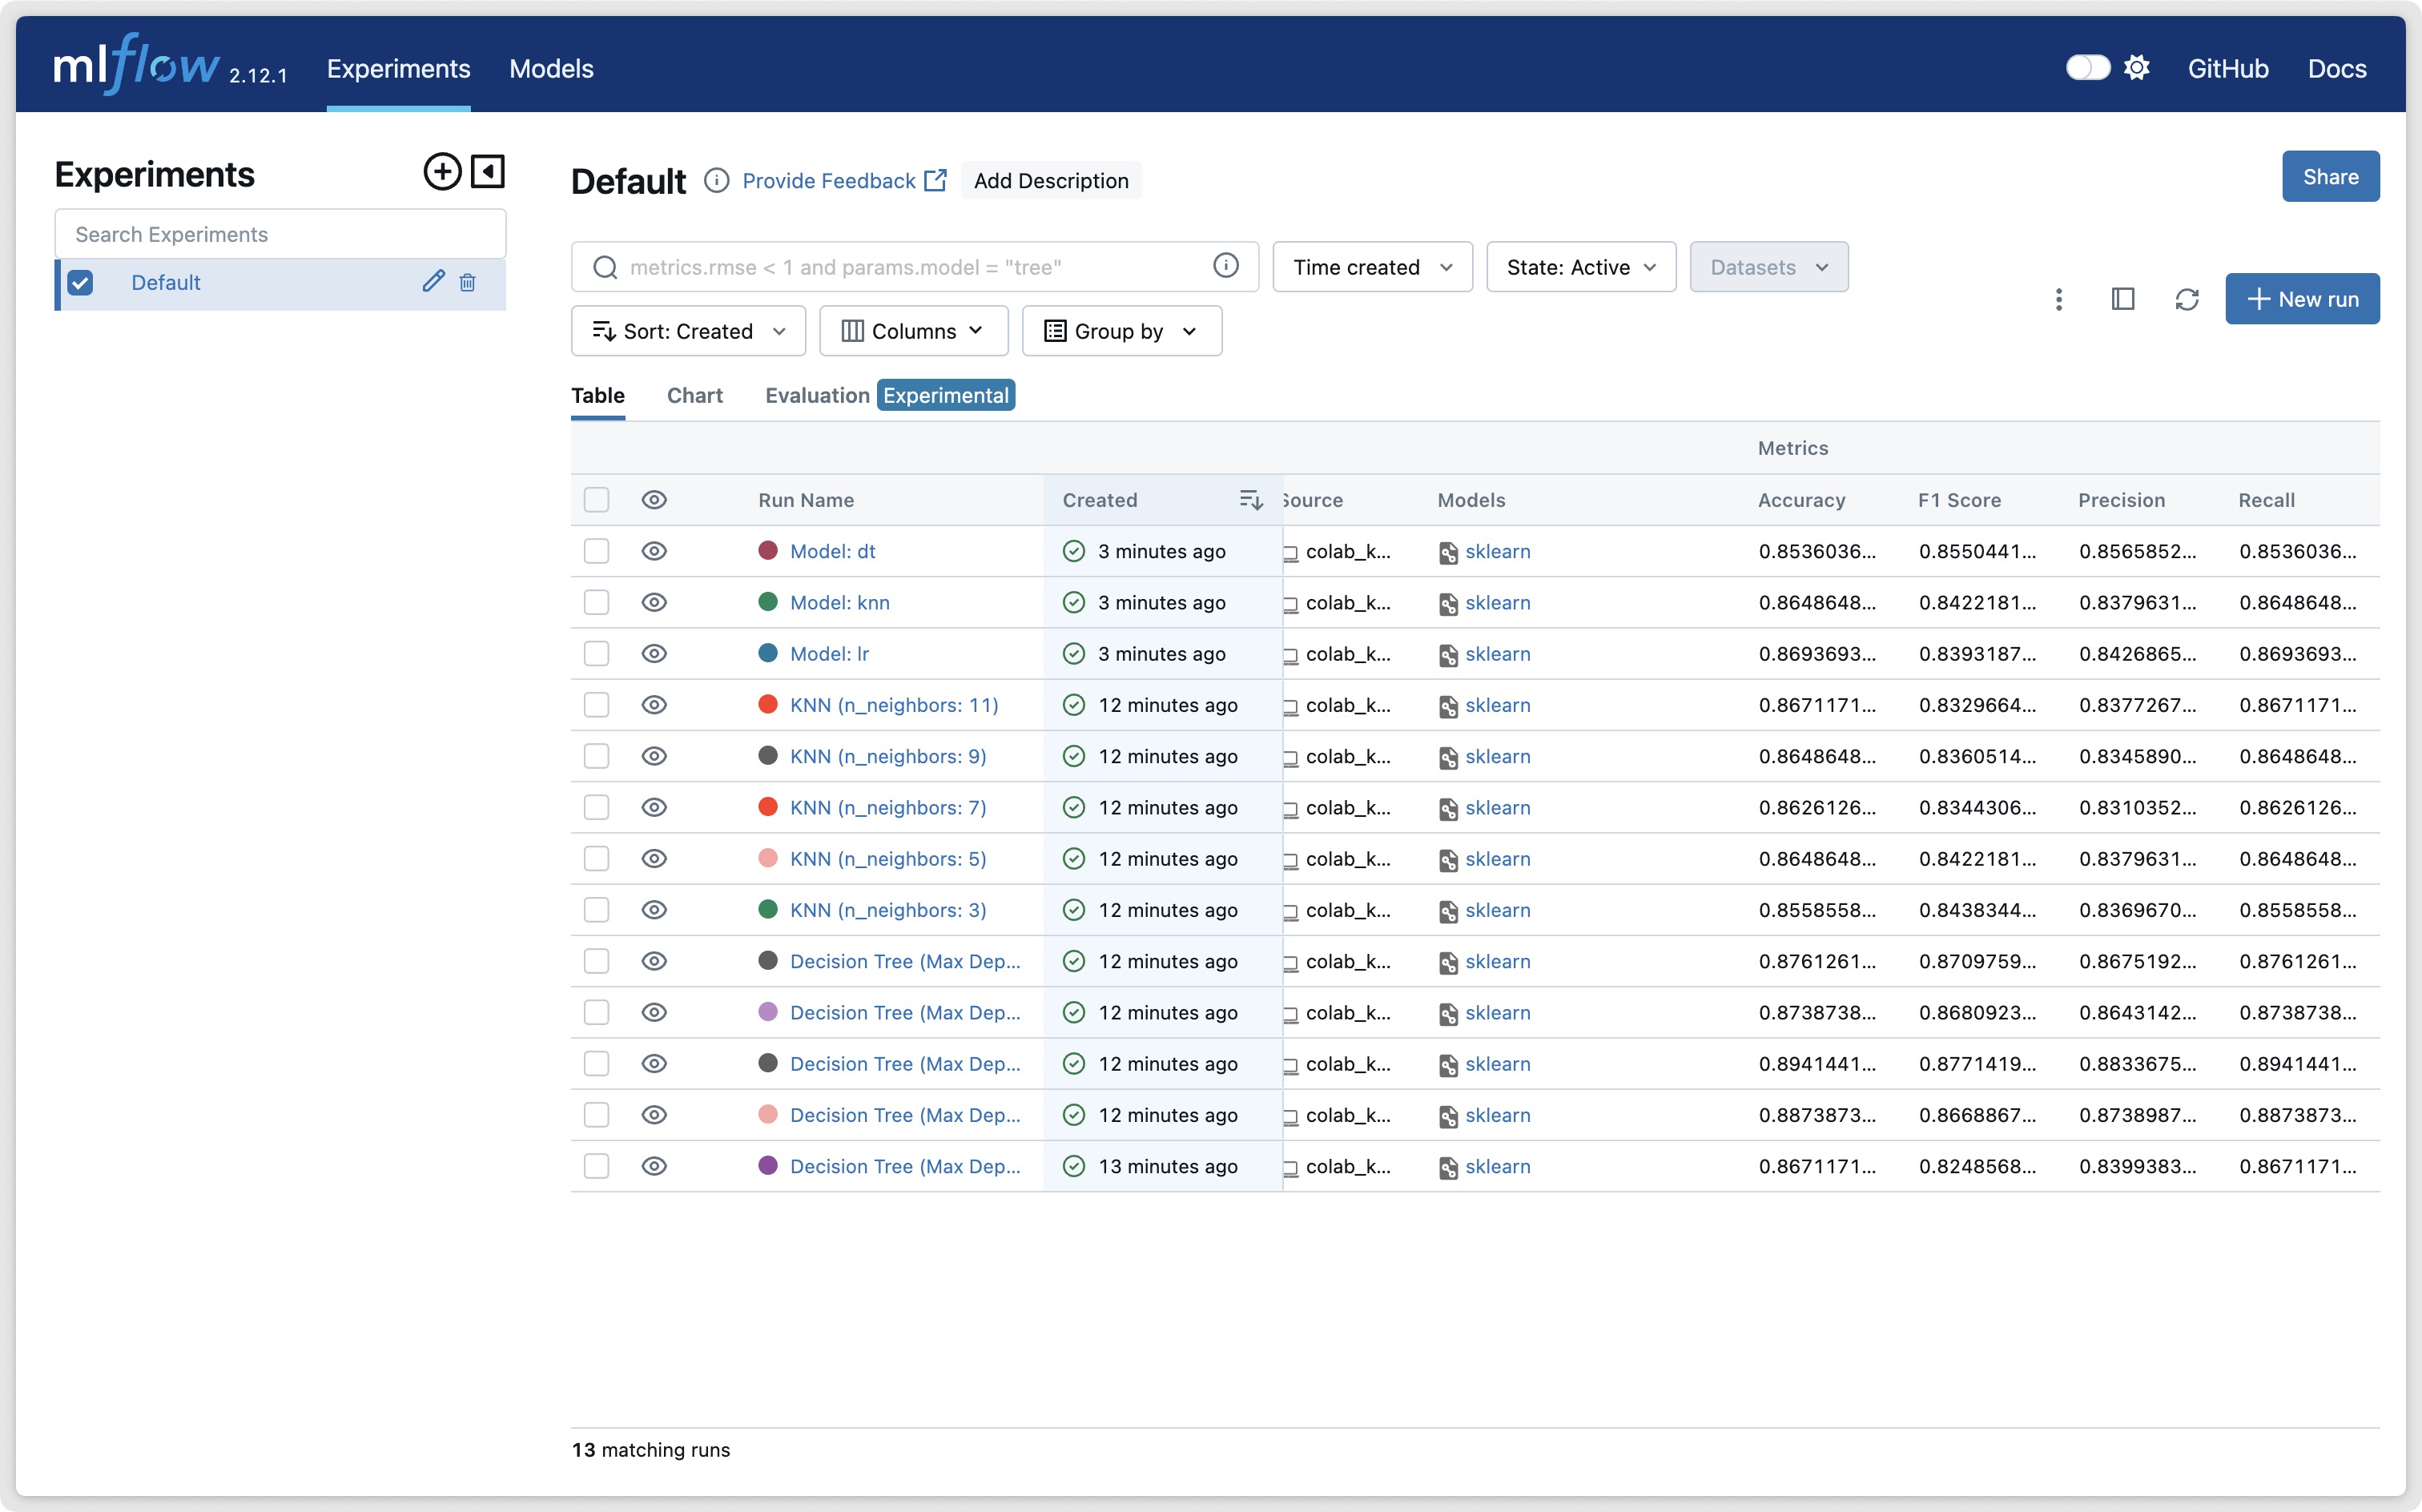 mlflow 2.12.1 Experiments Models GitHub Docs
Experiments
Search Experiments
Default
Default Provide Feedback Add Description Share
metrics.rmse < 1 and params.model = "tree" Time created State: Active Datasets
New run
Sort: Created Columns Group by
Table Chart Evaluation Experimental
Metrics
Run Name Created Source Models Accuracy F1 Score Precision Recall
Model: dt 3 minutes ago colab_k... sklearn 0.8536036... 0.8550441... 0.8565852... 0.8536036...
Model: knn 3 minutes ago colab_k... sklearn 0.8648648... 0.8422181... 0.8379631... 0.8648648...
Model: lr 3 minutes ago colab_k... sklearn 0.8693693... 0.8393187... 0.8426865... 0.8693693...
KNN (n_neighbors: 11) 12 minutes ago colab_k... sklearn 0.8671171... 0.8329664... 0.8377267... 0.8671171...
KNN (n_neighbors: 9) 12 minutes ago colab_k... sklearn 0.8648648... 0.8360514... 0.8345890... 0.8648648...
KNN (n_neighbors: 7) 12 minutes ago colab_k... sklearn 0.8626126... 0.8344306... 0.8310352... 0.8626126...
KNN (n_neighbors: 5) 12 minutes ago colab_k... sklearn 0.8648648... 0.8422181... 0.8379631... 0.8648648...
KNN (n_neighbors: 3) 12 minutes ago colab_k... sklearn 0.8558558... 0.8438344... 0.8369670... 0.8558558...
Decision Tree (Max Dep... 12 minutes ago colab_k... sklearn 0.8761261... 0.8709759... 0.8675192... 0.8761261...
Decision Tree (Max Dep... 12 minutes ago colab_k... sklearn 0.8738738... 0.8680923... 0.8643142... 0.8738738...
Decision Tree (Max Dep... 12 minutes ago colab_k... sklearn 0.8941441... 0.8771419... 0.8833675... 0.8941441...
Decision Tree (Max Dep... 12 minutes ago colab_k... sklearn 0.8873873... 0.8668867... 0.8738987... 0.8873873...
Decision Tree (Max Dep... 13 minutes ago colab_k... sklearn 0.8671171... 0.8248568... 0.8399383... 0.8671171...
13 matching runs